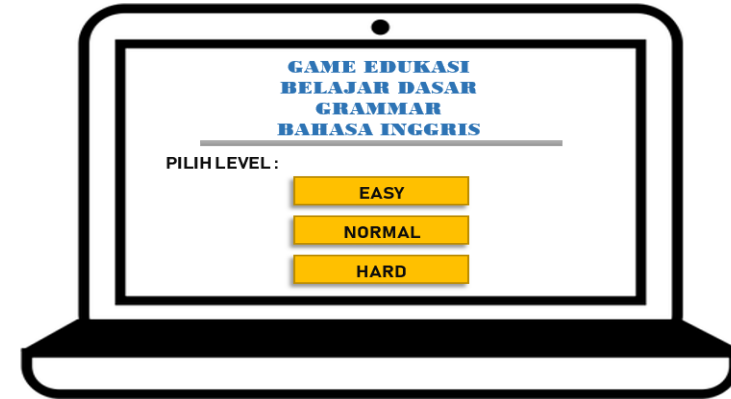 GAME EDUKASI
BELAJAR DASAR
GRAMMAR
BAHASA INGGRIS
PILIH LEVEL :
EASY
NORMAL
HARD